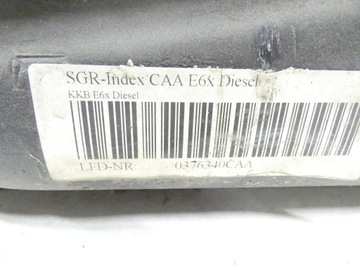 SGR-Index CAA E6x Diesel
KKB E6x Diesel
LFD-NR: 0376340CAA